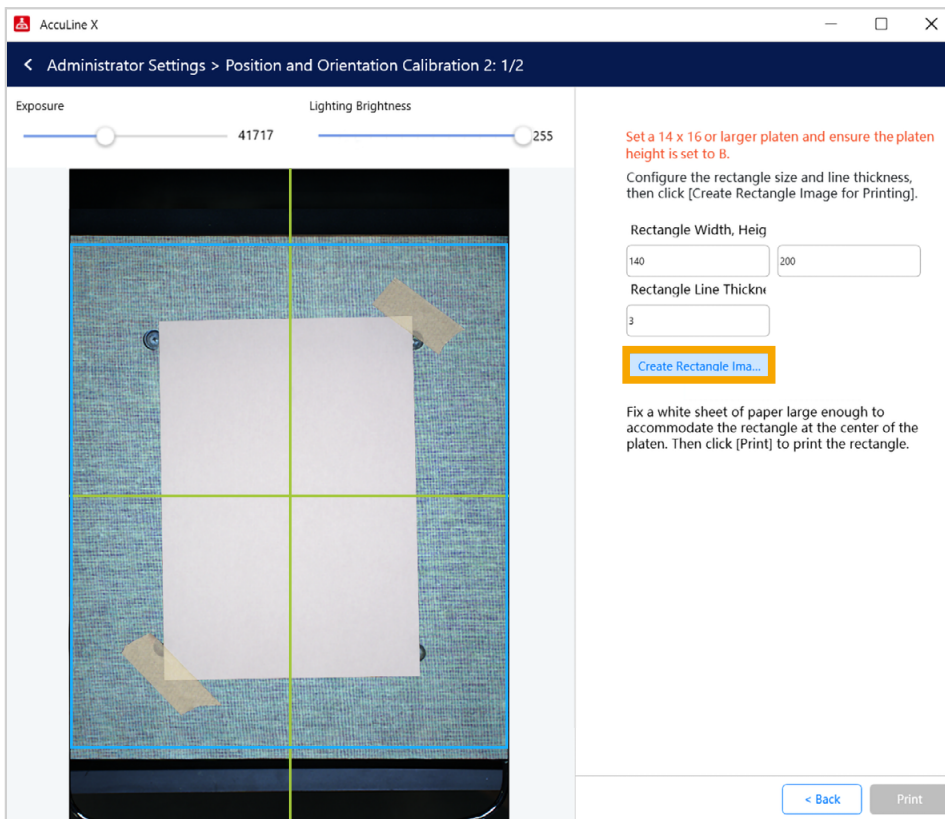 AccuLine X
< Administrator Settings > Position and Orientation Calibration 2: 1/2
Exposure
41717
Lighting Brightness
255
Set a 14 x 16 or larger platen and ensure the platen
height is set to B.
Configure the rectangle size and line thickness,
then click [Create Rectangle Image for Printing].
Rectangle Width, Heig
140
200
Rectangle Line Thickne
3
Create Rectangle Ima...
Fix a white sheet of paper large enough to
accommodate the rectangle at the center of the
platen. Then click [Print] to print the rectangle.
< Back
Print